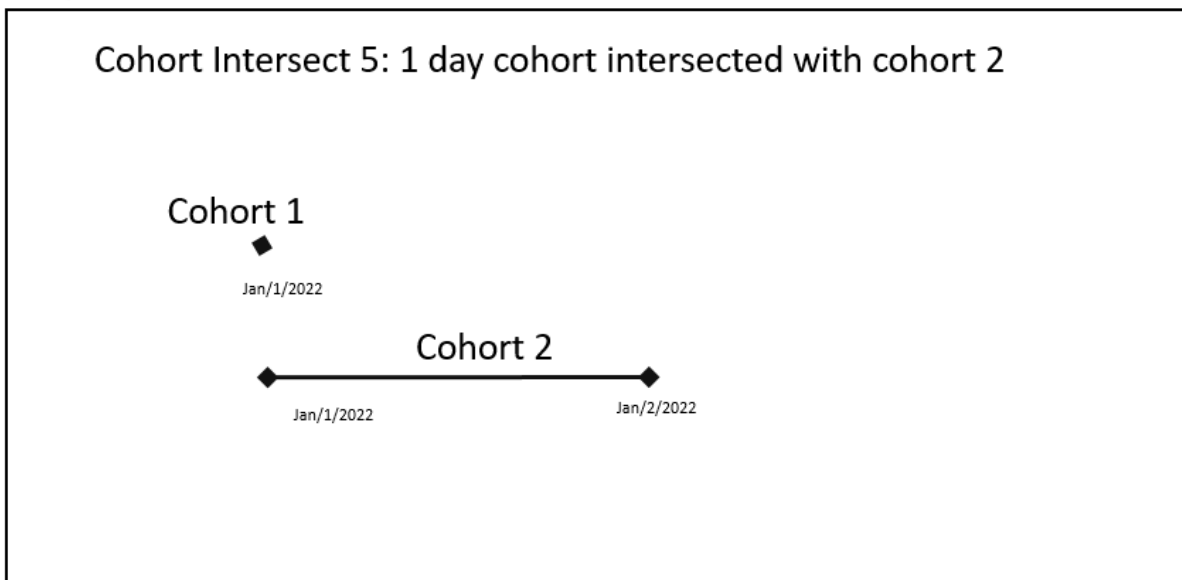 Cohort Intersect 5: 1 day cohort intersected with cohort 2
Cohort 1
Jan/1/2022
Cohort 2
Jan/1/2022
Jan/2/2022